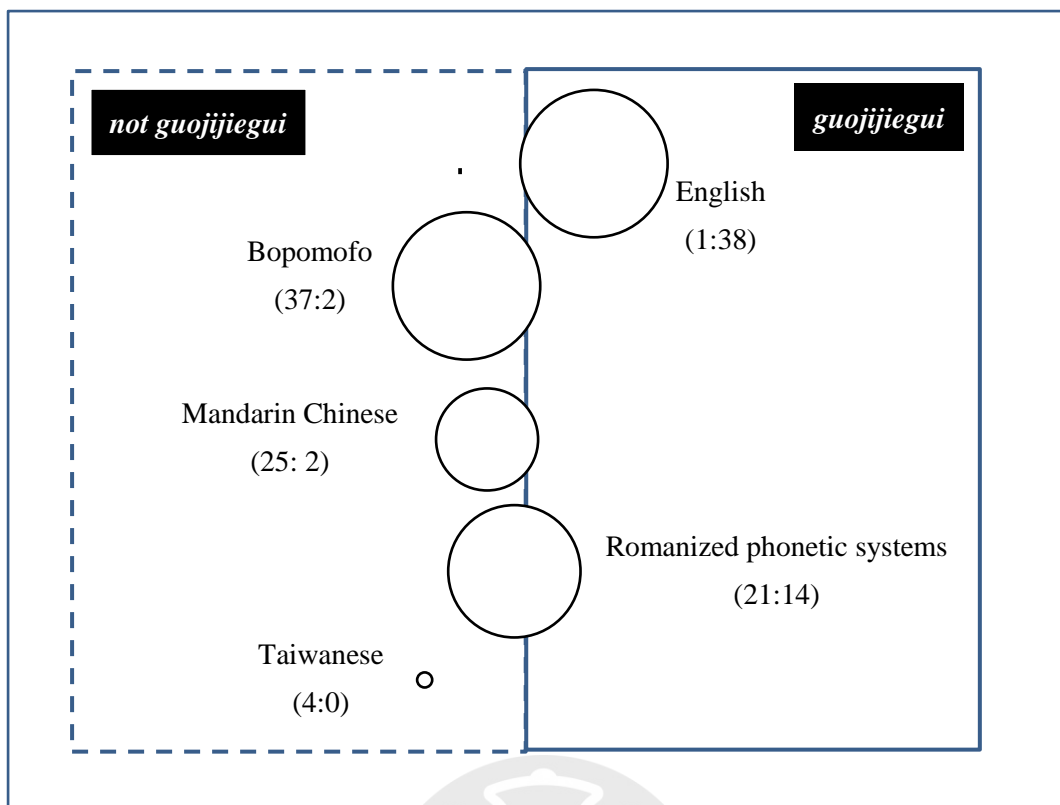 not guojijiegui
guojijiegui
English
(1:38)
Bopomofo
(37:2)
Mandarin Chinese
(25: 2)
Romanized phonetic systems
(21:14)
Taiwanese
(4:0)